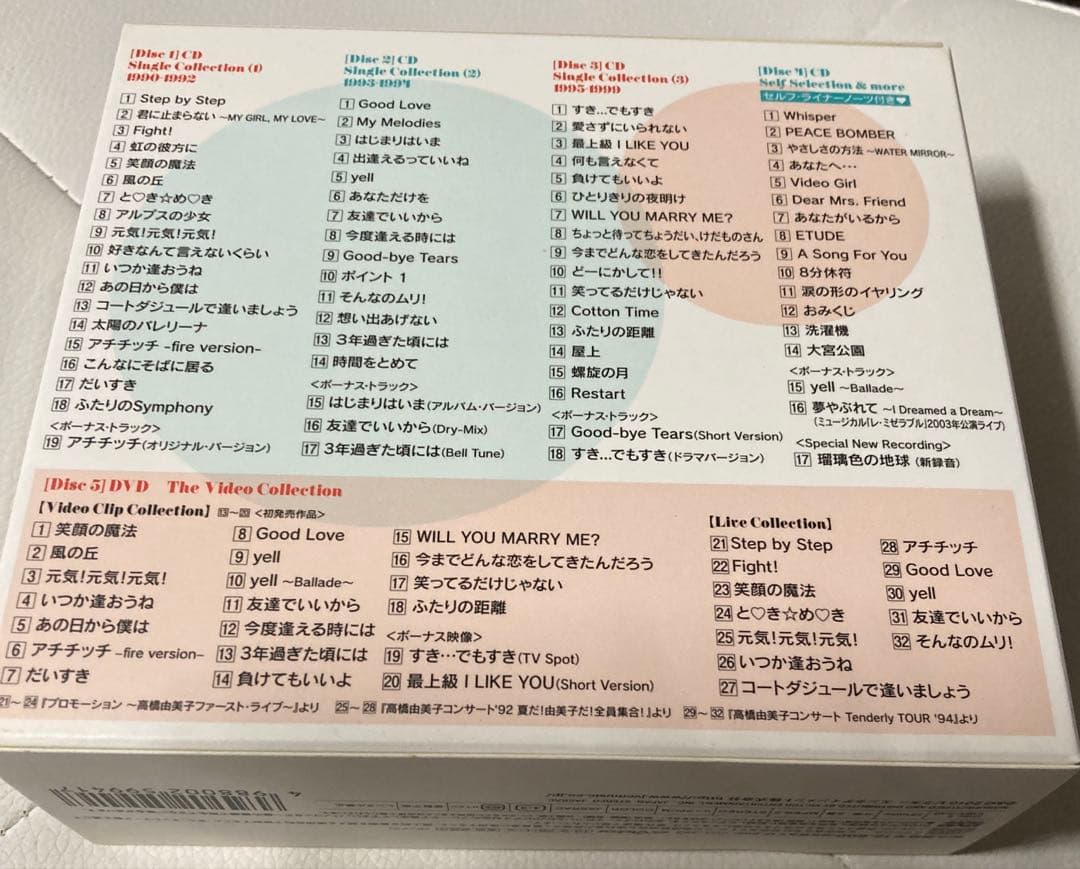 [Disc 1] CD
Single Collection (1)
1990-1992
1 Step by Step
2 君に止まらない ～MY GIRL, MY LOVE～
3 Fight!
4 虹の彼方に
5 笑顔の魔法
6 風の丘
7 と♡き☆め♡き
8 アルプスの少女
9 元気!元気!元気!
10 好きなんて言えないくらい
11 いつか逢おうね
12 あの日から僕は
13 コートダジュールで逢いましょう
14 太陽のバレリーナ
15 アチチッチ -fire version-
16 こんなにそばに居る
17 だいすき
18 ふたりのSymphony
<ボーナス・トラック>
19 アチチッチ(オリジナル・バージョン)
[Disc 2] CD
Single Collection (2)
1993-1994
1 Good Love
2 My Melodies
3 はじまりはいま
4 出逢えるっていいね
5 yell
6 あなただけを
7 友達でいいから
8 今度逢える時には
9 Good-bye Tears
10 ポイント 1
11 そんなのムリ!
12 想い出あげない
13 3年過ぎた頃には
14 時間をとめて
<ボーナス・トラック>
15 はじまりはいま(アルバム・バージョン)
16 友達でいいから(Dry-Mix)
17 3年過ぎた頃には(Bell Tune)
[Disc 3] CD
Single Collection (3)
1995-1999
1 すき…でもすき
2 愛さずにいられない
3 最上級 I LIKE YOU
4 何も言えなくて
5 負けてもいいよ
6 ひとりきりの夜明け
7 WILL YOU MARRY ME?
8 ちょっと待ってちょうだい、けだものさん
9 今までどんな恋をしてきたんだろう
10 どーにかして!!
11 笑ってるだけじゃない
12 Cotton Time
13 ふたりの距離
14 屋上
15 螺旋の月
16 Restart
<ボーナス・トラック>
17 Good-bye Tears(Short Version)
18 すき…でもすき(ドラマバージョン)
[Disc 4] CD
Self Selection & more
セルフ・ライナーノーツ付き♥
1 Whisper
2 PEACE BOMBER
3 やさしさの方法 ～WATER MIRROR～
4 あなたへ…
5 Video Girl
6 Dear Mrs. Friend
7 あなたがいるから
8 ETUDE
9 A Song For You
10 8分休符
11 涙の形のイヤリング
12 おみくじ
13 洗濯機
14 大宮公園
<ボーナス・トラック>
15 yell ～Ballade～
16 夢やぶれて ～I Dreamed a Dream～
(ミュージカル「レ・ミゼラブル」2003年公演ライブ)
<Special New Recording>
17 瑠璃色の地球 (新録音)
[Disc 5] DVD The Video Collection
【Video Clip Collection】 13～20 <初発売作品>
1 笑顔の魔法
2 風の丘
3 元気!元気!元気!
4 いつか逢おうね
5 あの日から僕は
6 アチチッチ -fire version-
7 だいすき
8 Good Love
9 yell
10 yell ～Ballade～
11 友達でいいから
12 今度逢える時には
13 3年過ぎた頃には
14 負けてもいいよ
15 WILL YOU MARRY ME?
16 今までどんな恋をしてきたんだろう
17 笑ってるだけじゃない
18 ふたりの距離
<ボーナス映像>
19 すき…でもすき(TV Spot)
20 最上級 I LIKE YOU(Short Version)
【Live Collection】
21 Step by Step
22 Fight!
23 笑顔の魔法
24 と♡き☆め♡き
25 元気!元気!元気!
26 いつか逢おうね
27 コートダジュールで逢いましょう
28 アチチッチ
29 Good Love
30 yell
31 友達でいいから
32 そんなのムリ!
21～24『プロモーション ～高橋由美子ファースト・ライブ～』より 25～28『高橋由美子コンサート'92 夏だ!由美子だ!全員集合!』より 29～32『高橋由美子コンサート Tenderly TOUR '94』より